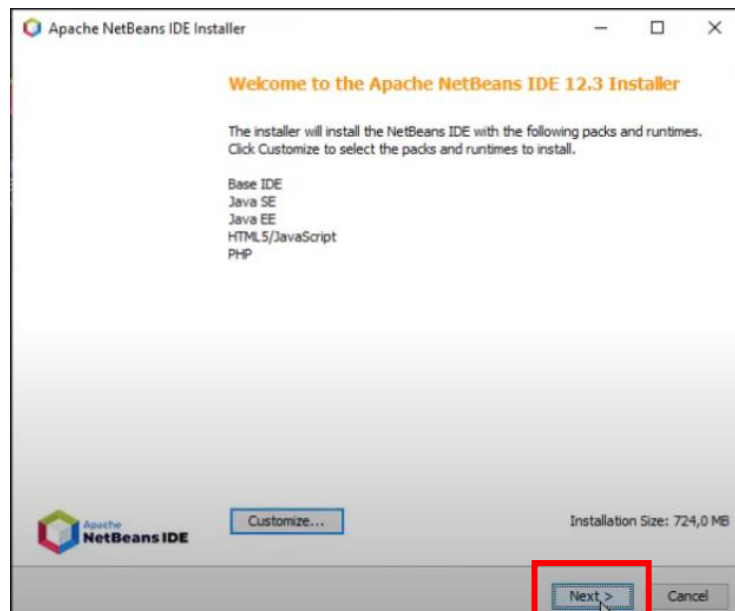 Apache NetBeans IDE Installer
Welcome to the Apache NetBeans IDE 12.3 Installer
The installer will install the NetBeans IDE with the following packs and runtimes.
Click Customize to select the packs and runtimes to install.
Base IDE
Java SE
Java EE
HTML5/JavaScript
PHP
Apache
NetBeans IDE
Customize...
Installation Size: 724,0 MB
Next >
Cancel